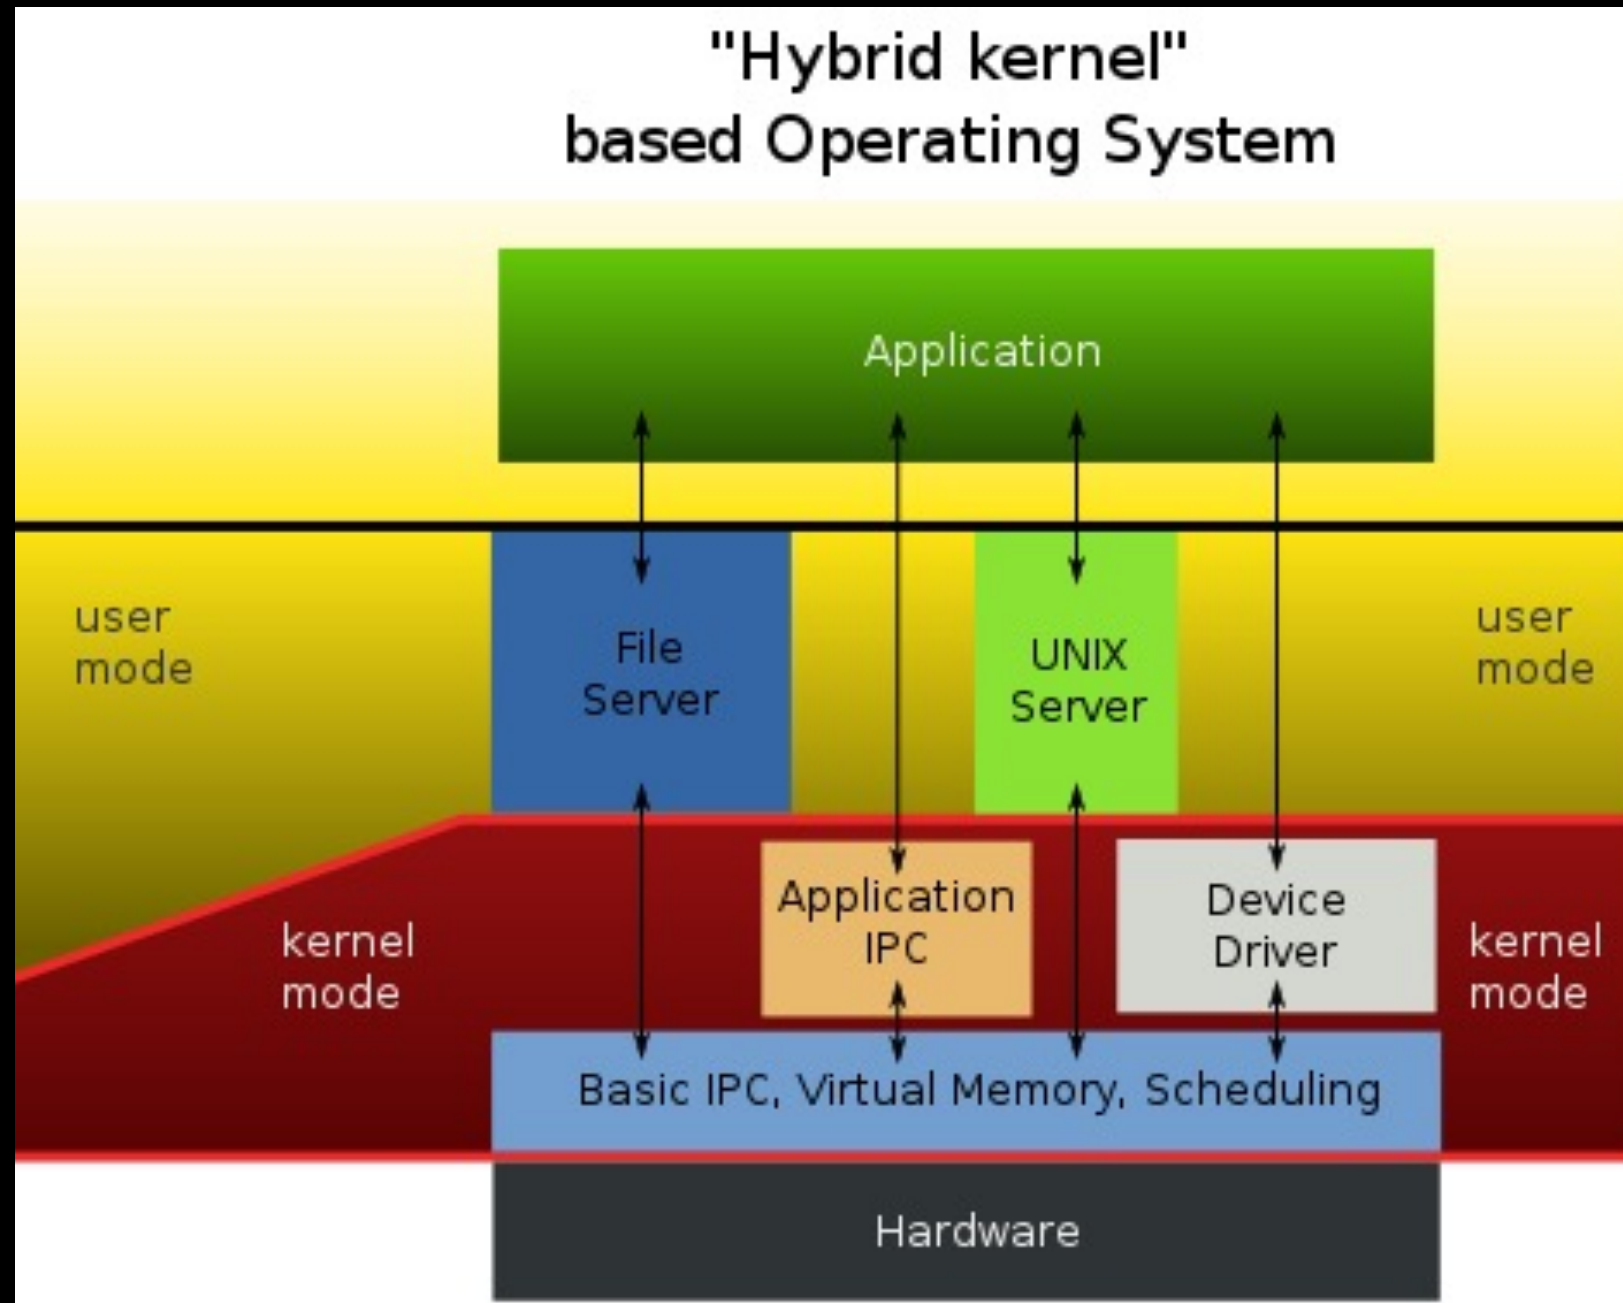 "Hybrid kernel"
based Operating System
Application
user
mode
File
Server
UNIX
Server
user
mode
kernel
mode
Application
IPC
Device
Driver
kernel
mode
Basic IPC, Virtual Memory, Scheduling
Hardware